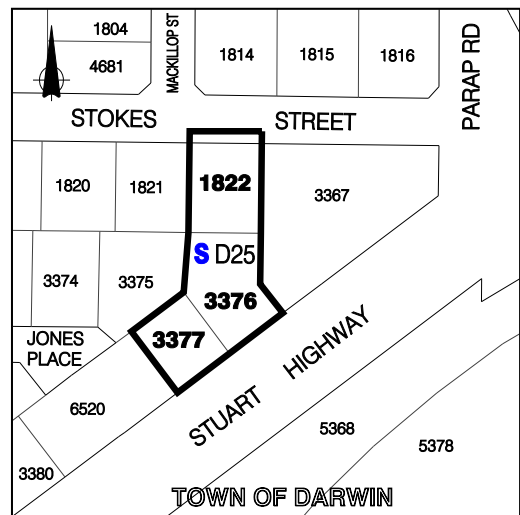 1804
4681
MACKILLOP ST
1814
1815
1816
PARAP RD
STOKES STREET
1820
1821
1822
3367
S D25
3374
3375
3376
3377
JONES
PLACE
STUART HIGHWAY
6520
5368
5378
3380
TOWN OF DARWIN